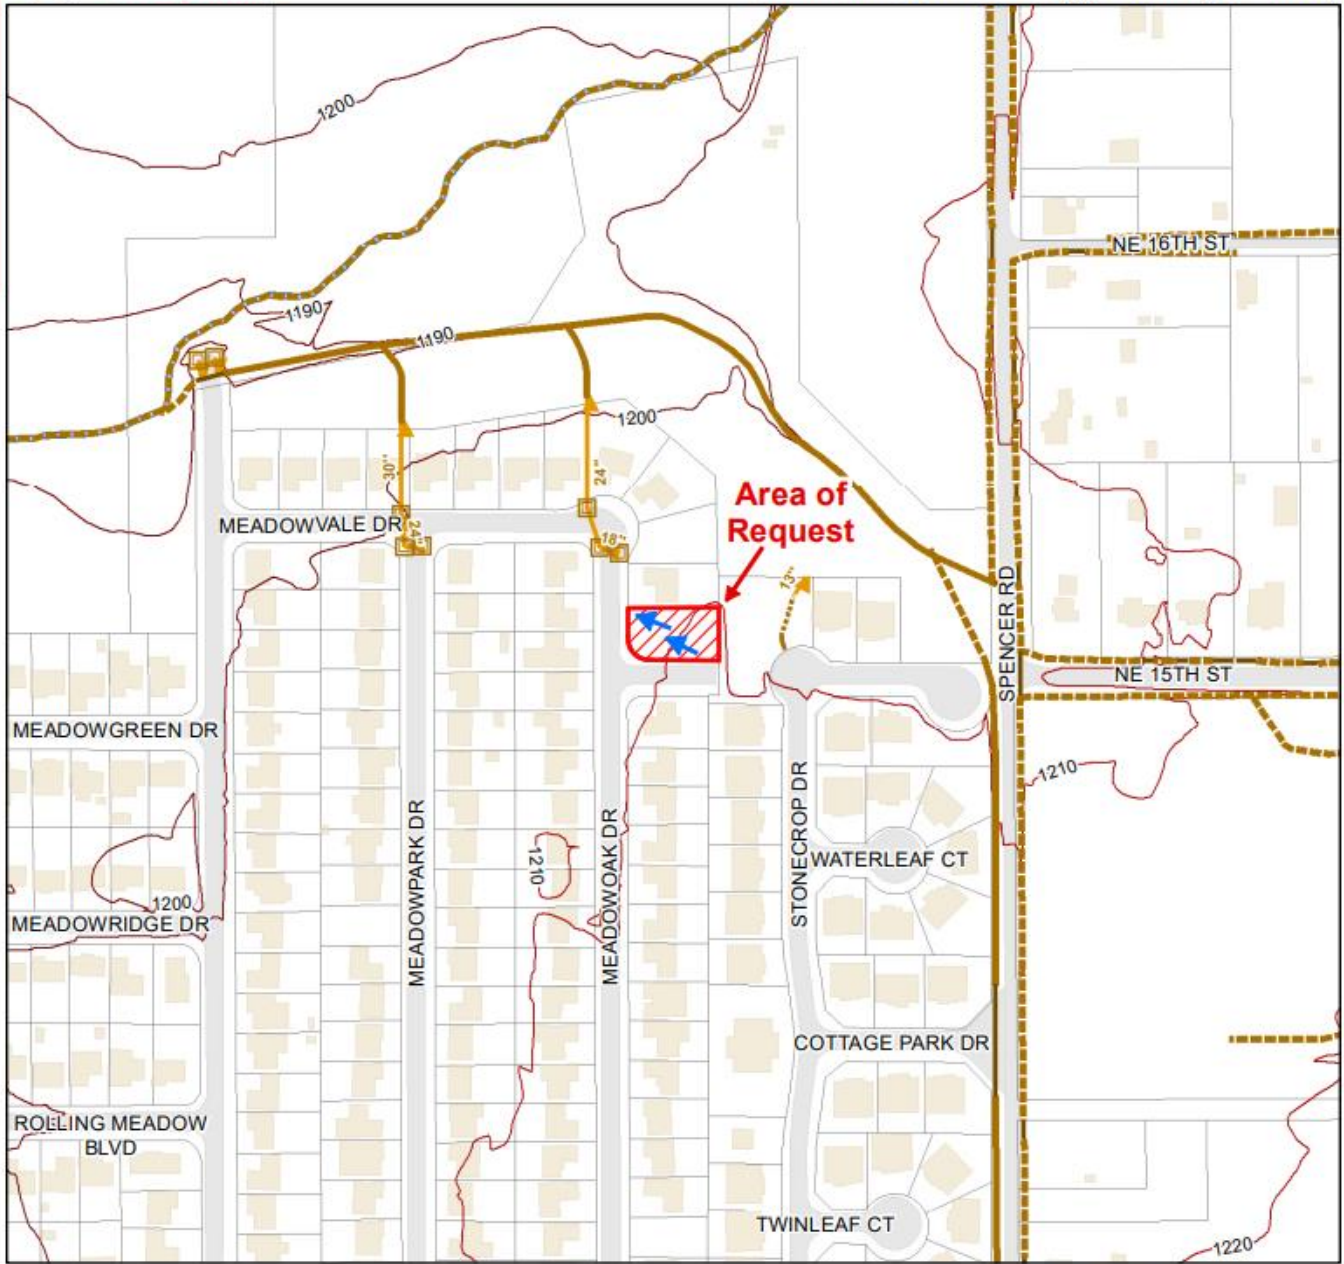 1200
NE 16TH ST
1190
1190
1200
30"
24"
Area of
Request
MEADOWVALE DR
24"
18"
13"
SPENCER RD
NE 15TH ST
MEADOWGREEN DR
1210
MEADOWPARK DR
MEADOWOAK DR
STONECROP DR
1210
WATERLEAF CT
1200
MEADOWRIDGE DR
COTTAGE PARK DR
ROLLING MEADOW
BLVD
TWINLEAF CT
1220